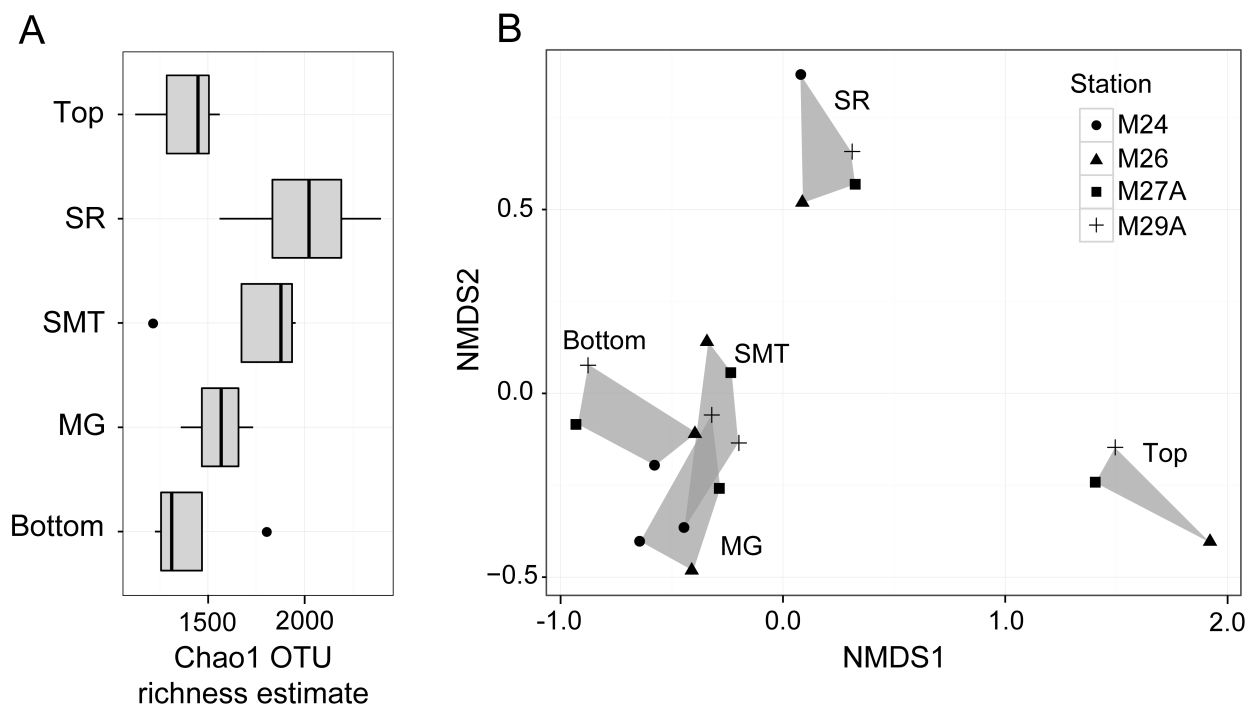 A
Top
SR
SMT
MG
Bottom
1500 2000
Chao1 OTU
richness estimate
B
Station
M24
M26
M27A
M29A
SR
Bottom
SMT
MG
Top
0.5
0.0
−0.5
NMDS2
-1.0 0.0 1.0 2.0
NMDS1